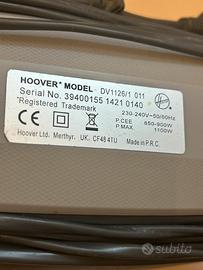 HOOVER* MODEL DV1126/1 011
Serial No. 39400155 1421 0140
*Registered Trademark
230-240V~50/60Hz
P.CEE 850-900W
P.MAX. 1100W
Hoover Ltd. Merthyr. UK. CF48 4TU
Made in P.R.C.
subito